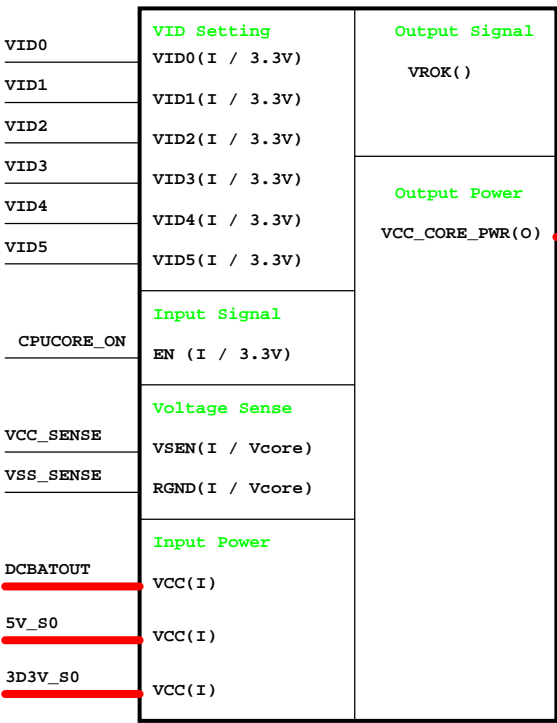 VID0
VID1
VID2
VID3
VID4
VID5
CPUCORE_ON
VCC_SENSE
VSS_SENSE
DCBATOUT
5V_S0
3D3V_S0
VID Setting
VID0(I / 3.3V)
VID1(I / 3.3V)
VID2(I / 3.3V)
VID3(I / 3.3V)
VID4(I / 3.3V)
VID5(I / 3.3V)
Input Signal
EN (I / 3.3V)
Voltage Sense
VSEN(I / Vcore)
RGND(I / Vcore)
Input Power
VCC(I)
VCC(I)
VCC(I)
Output Signal
VROK()
Output Power
VCC_CORE_PWR(O)